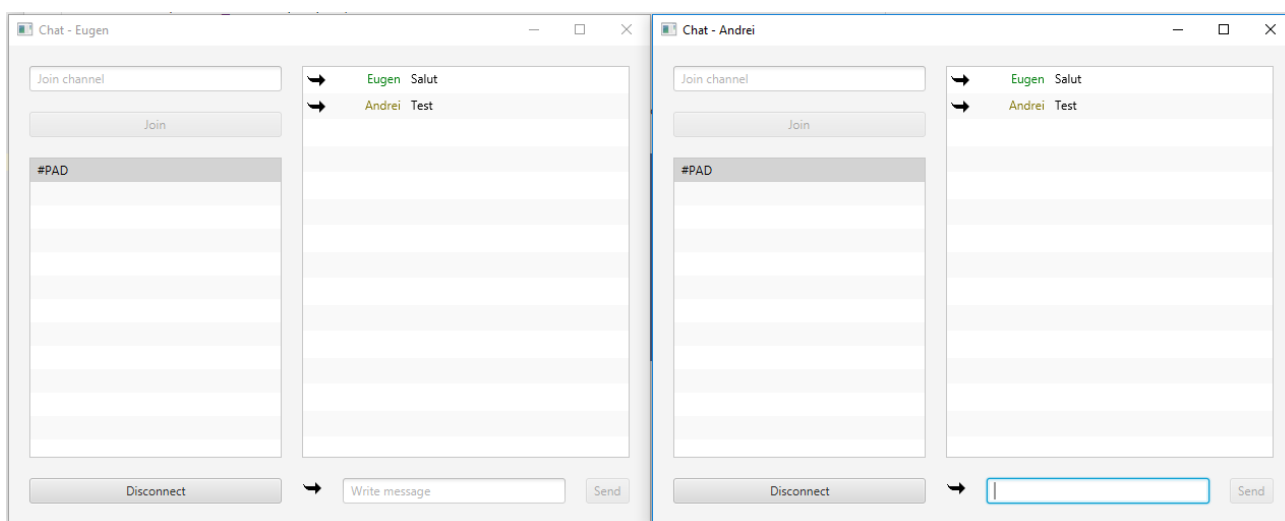 Chat - Eugen
Join channel
Join
#PAD
Eugen Salut
Andrei Test
Disconnect
Write message
Send
Chat - Andrei
Join channel
Join
#PAD
Eugen Salut
Andrei Test
Disconnect
Send